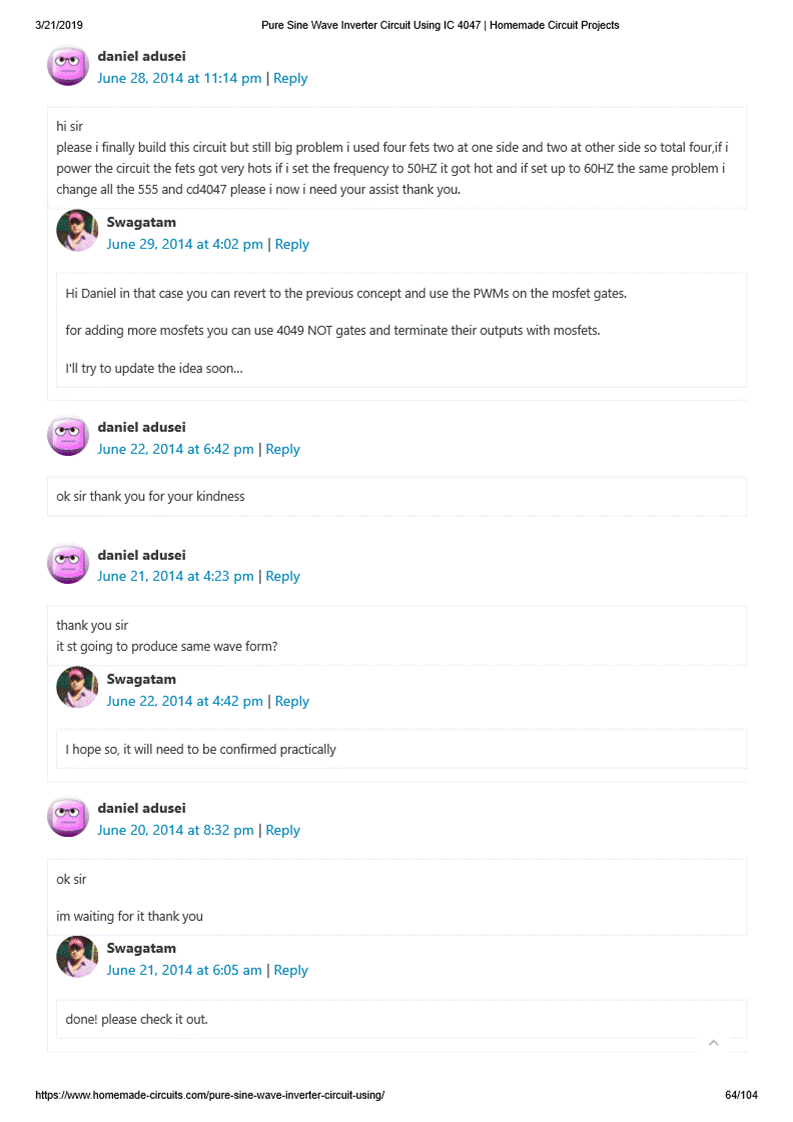 3/21/2019
Pure Sine Wave Inverter Circuit Using IC 4047 | Homemade Circuit Projects
daniel adusei
June 28, 2014 at 11:14 pm | Reply
hi sir
please i finally build this circuit but still big problem i used four fets two at one side and two at other side so total four,if i
power the circuit the fets got very hots if i set the frequency to 50HZ it got hot and if set up to 60HZ the same problem i
change all the 555 and cd4047 please i now i need your assist thank you.
Swagatam
June 29, 2014 at 4:02 pm | Reply
Hi Daniel in that case you can revert to the previous concept and use the PWMs on the mosfet gates.
for adding more mosfets you can use 4049 NOT gates and terminate their outputs with mosfets.
I'll try to update the idea soon...
daniel adusei
June 22, 2014 at 6:42 pm | Reply
ok sir thank you for your kindness
daniel adusei
June 21, 2014 at 4:23 pm | Reply
thank you sir
it st going to produce same wave form?
Swagatam
June 22, 2014 at 4:42 pm | Reply
I hope so, it will need to be confirmed practically
daniel adusei
June 20, 2014 at 8:32 pm | Reply
ok sir
im waiting for it thank you
Swagatam
June 21, 2014 at 6:05 am | Reply
done! please check it out.
https://www.homemade-circuits.com/pure-sine-wave-inverter-circuit-using/
64/104